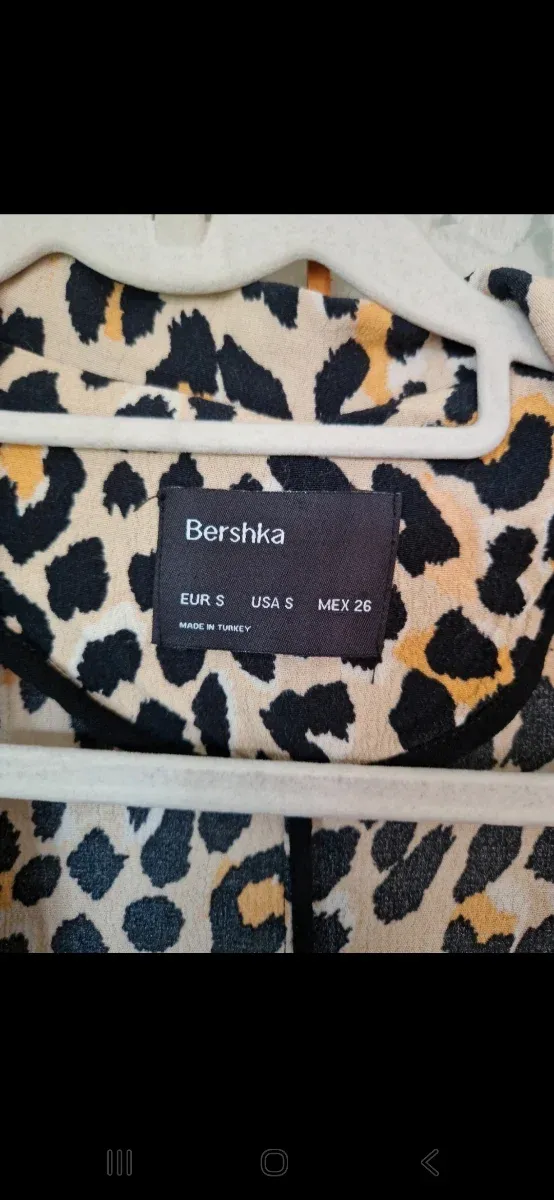 Bershka
EUR S USA S MEX 26
MADE IN TURKEY